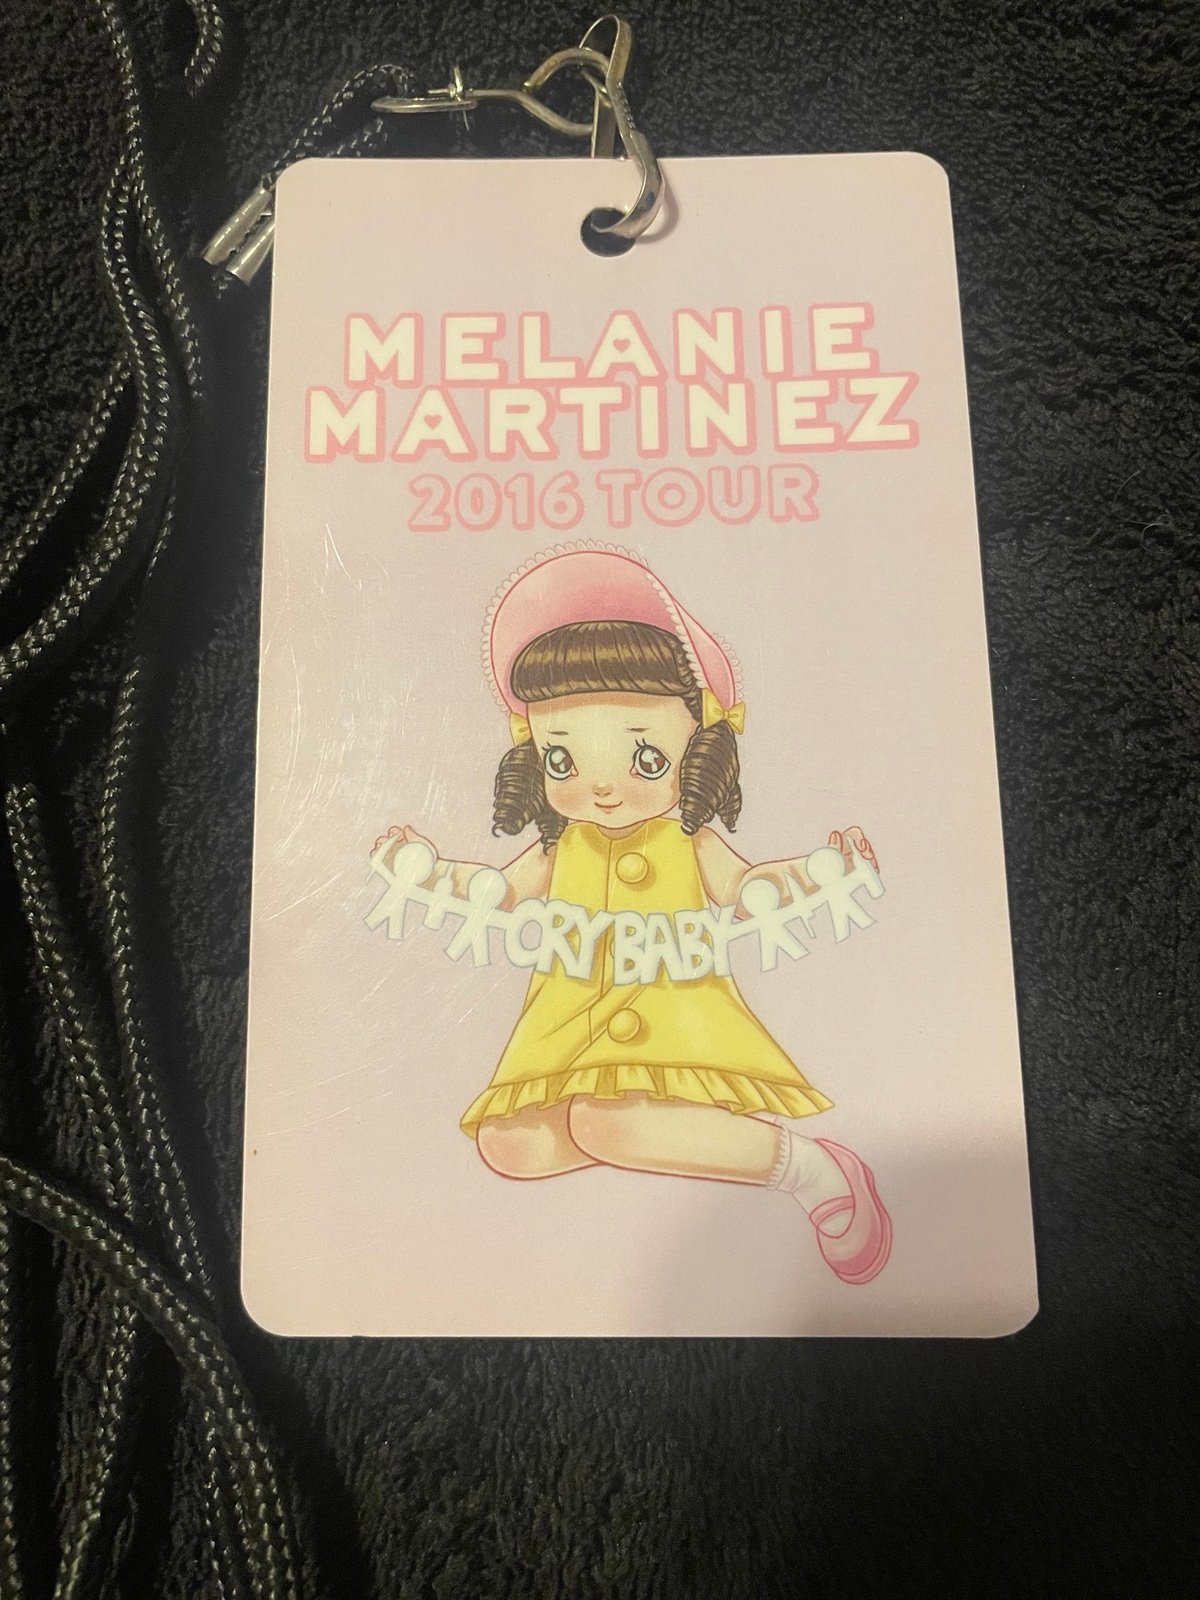 MELANIE
MARTINEZ
2016 TOUR
CRY BABY